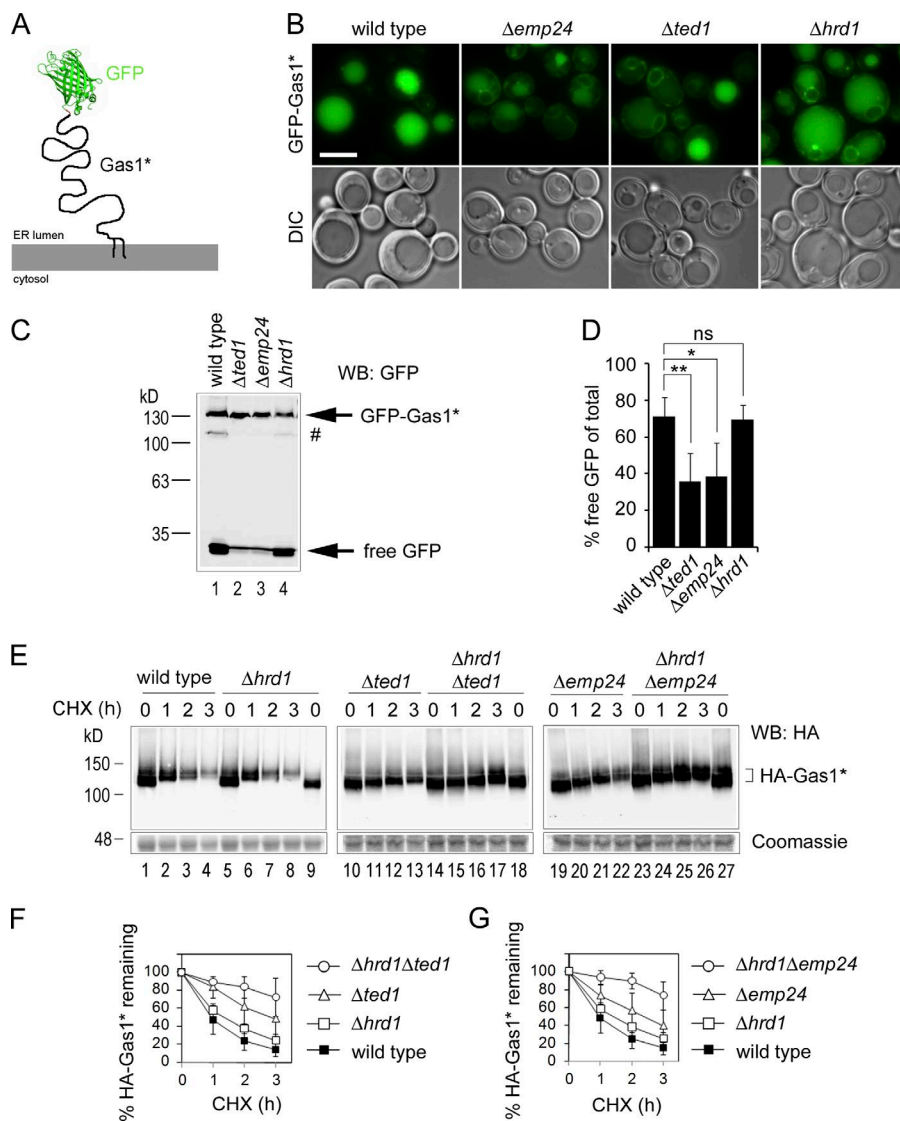 A
GFP
Gas1*
ER lumen
cytosol
B
wild type Δemp24 Δted1 Δhrd1
GFP-Gas1*
DIC
C
wild type
Δted1
Δemp24
Δhrd1
WB: GFP
kD
130
100
63
35
GFP-Gas1*
#
free GFP
1 2 3 4
D
ns
*
**
% free GFP of total
100
80
60
40
20
0
wild type
Δted1
Δemp24
Δhrd1
E
wild type Δhrd1 Δted1 Δhrd1 Δted1 Δemp24 Δhrd1 Δemp24
CHX (h) 0 1 2 3 0 1 2 3 0 0 1 2 3 0 1 2 3 0 0 1 2 3 0 1 2 3 0
kD
WB: HA
150
100
HA-Gas1*
48
Coomassie
1 2 3 4 5 6 7 8 9 10 11 12 13 14 15 16 17 18 19 20 21 22 23 24 25 26 27
F
% HA-Gas1* remaining
100
80
60
40
20
0
0 1 2 3
CHX (h)
Δhrd1Δted1
Δted1
Δhrd1
wild type
G
% HA-Gas1* remaining
100
80
60
40
20
0
0 1 2 3
CHX (h)
Δhrd1Δemp24
Δemp24
Δhrd1
wild type